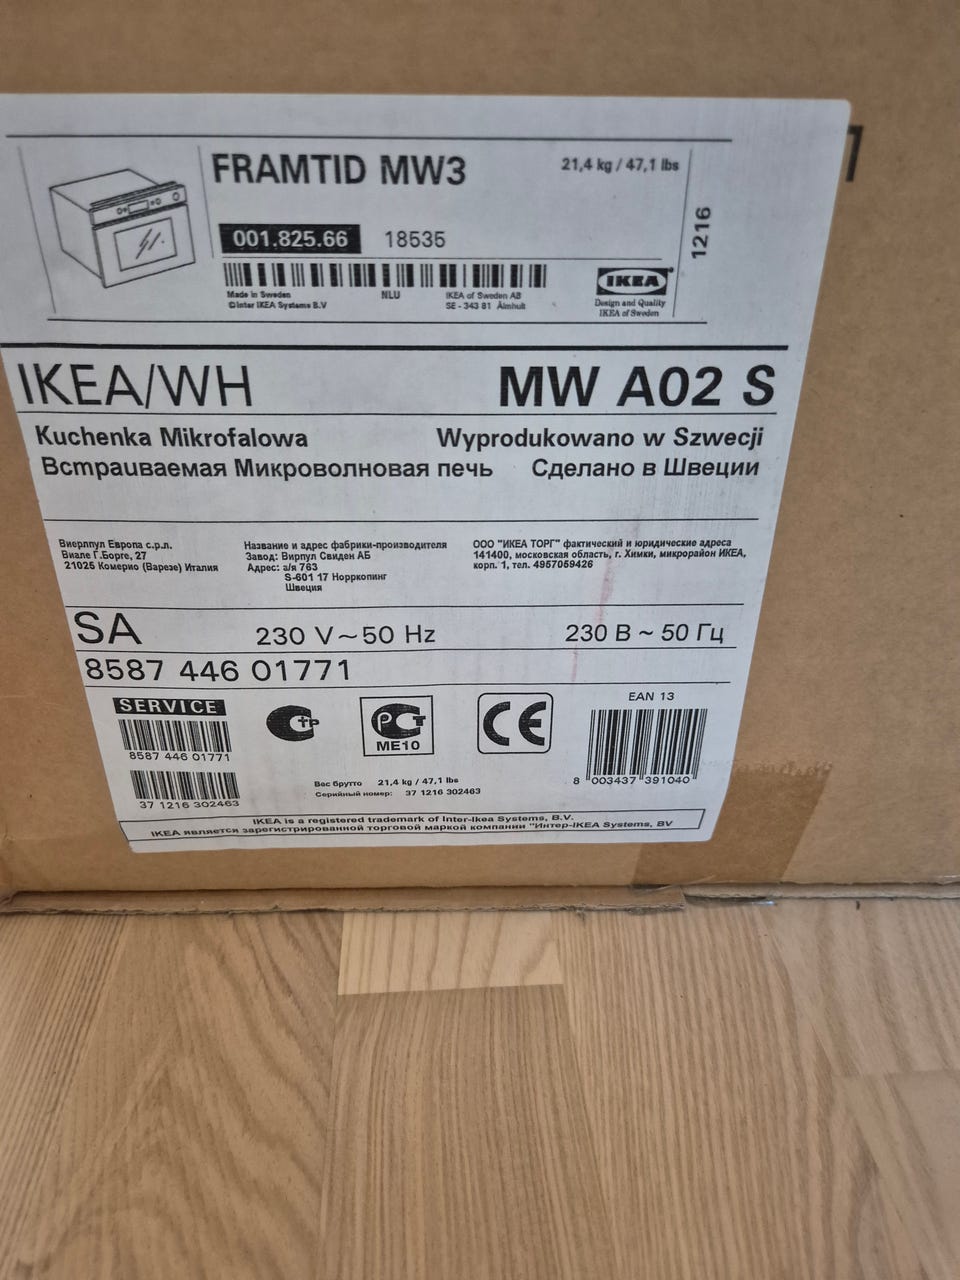 FRAMTID MW3
21,4 kg / 47,1 lbs
001.825.66 18535
1216
Made in Sweden NLU IKEA of Sweden AB
©Inter IKEA Systems B.V SE - 343 81 Älmhult
IKEA
Design and Quality
IKEA of Sweden
IKEA/WH MW A02 S
Kuchenka Mikrofalowa Wyprodukowano w Szwecji
Встраиваемая Микроволновая печь Сделано в Швеции
Виерлпул Европа с.р.л.
Виале Г.Борге, 27
21025 Комерио (Варезе) Италия
Название и адрес фабрики-производителя
Завод: Вирпул Свиден АБ
Адрес: а/я 763
S-601 17 Норркопинг
Швеция
ООО "ИКЕА ТОРГ" фактический и юридические адреса
141400, московская область, г. Химки, микрорайон ИКЕА,
корп. 1, тел. 4957059426
SA 230 V~50 Hz 230 В ~ 50 Гц
8587 446 01771
SERVICE
8587 446 01771
37 1216 302463
СТР
РСТ
ME10
CE
EAN 13
8 003437 391040
Вес брутто 21,4 kg / 47,1 lbs
Серийный номер: 37 1216 302463
IKEA is a registered trademark of Inter-Ikea Systems, B.V.
IKEA является зарегистрированной торговой маркой компании "Интер-IKEA Systems, BV